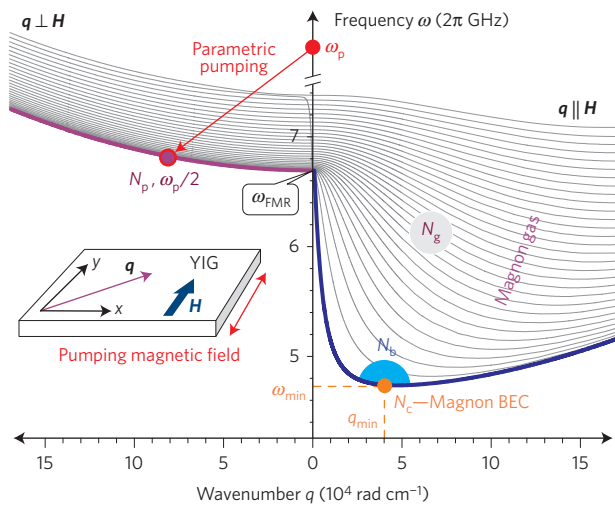 q ⊥ H
Frequency ω (2π GHz)
q ∥ H
Parametric
pumping
ωp
7
Np, ωp/2
ωFMR
6
Ng
Magnon gas
y
q
YIG
x
H
Pumping magnetic field
5
Nb
ωmin
Nc—Magnon BEC
qmin
15
10
5
0
5
10
15
Wavenumber q (10⁴ rad cm⁻¹)